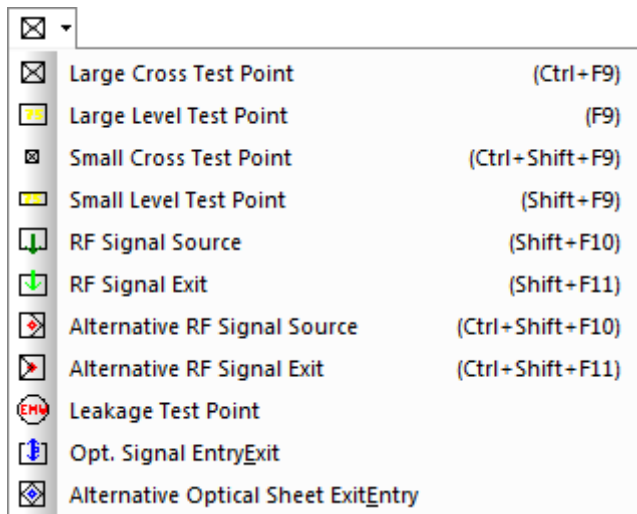 Large Cross Test Point (Ctrl+F9)
Large Level Test Point (F9)
Small Cross Test Point (Ctrl+Shift+F9)
Small Level Test Point (Shift+F9)
RF Signal Source (Shift+F10)
RF Signal Exit (Shift+F11)
Alternative RF Signal Source (Ctrl+Shift+F10)
Alternative RF Signal Exit (Ctrl+Shift+F11)
EMV Leakage Test Point
Opt. Signal EntryExit
Alternative Optical Sheet ExitEntry